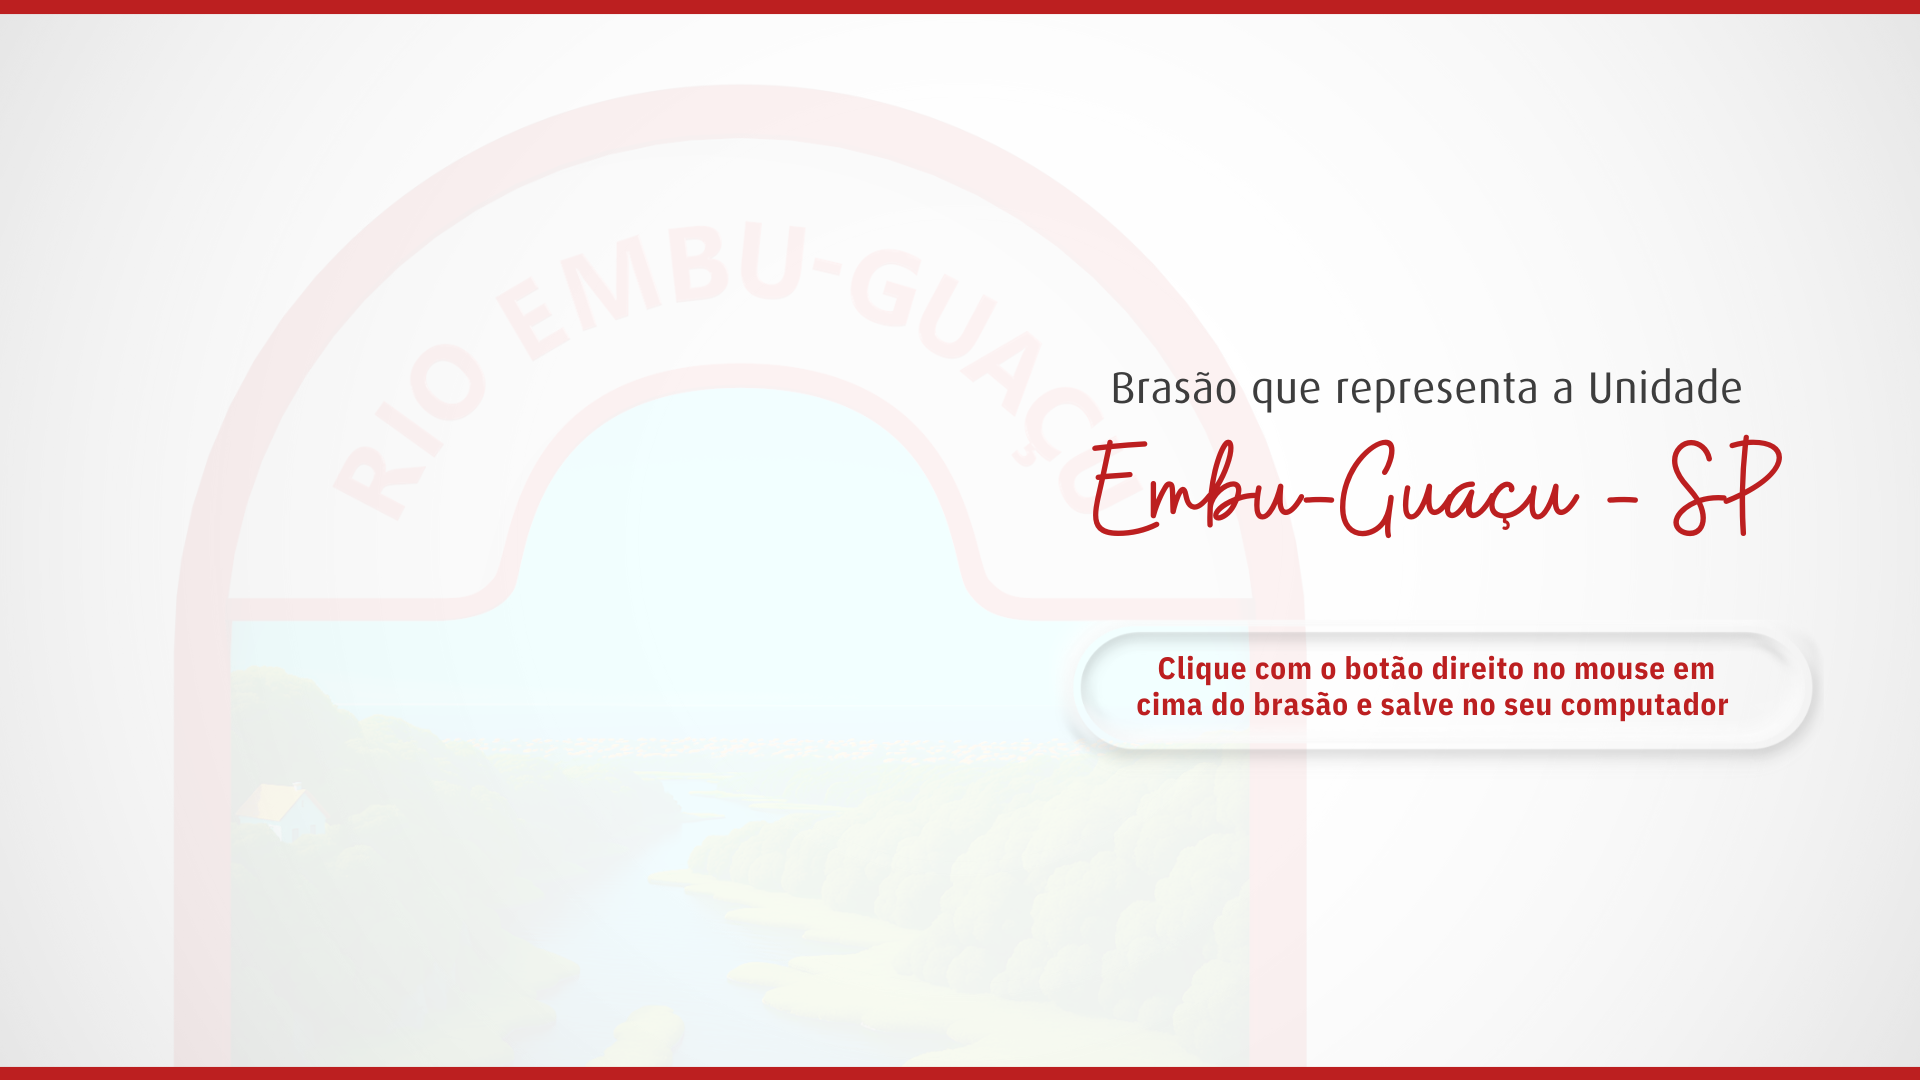 RIO EMBU-GUAÇU
Brasão que representa a Unidade
Embu-Guaçu - SP
Clique com o botão direito no mouse em
cima do brasão e salve no seu computador